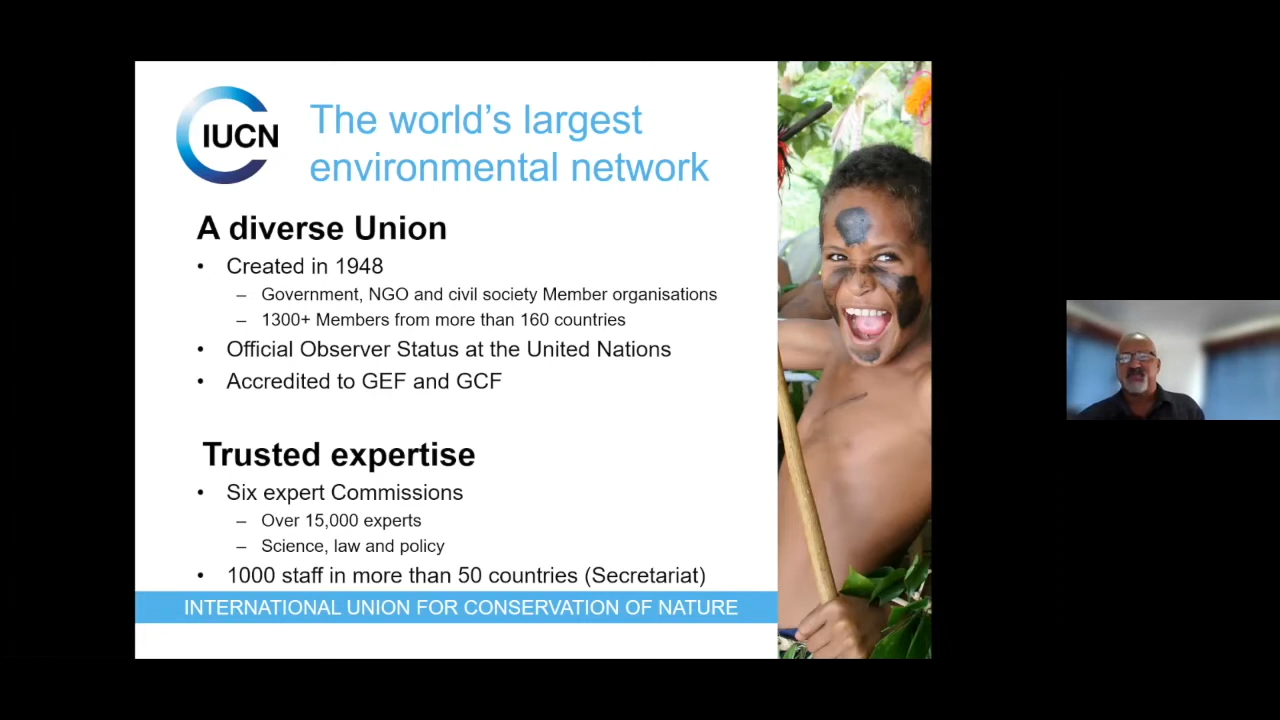 IUCN
The world's largest
environmental network
A diverse Union
• Created in 1948
– Government, NGO and civil society Member organisations
– 1300+ Members from more than 160 countries
• Official Observer Status at the United Nations
• Accredited to GEF and GCF
Trusted expertise
• Six expert Commissions
– Over 15,000 experts
– Science, law and policy
• 1000 staff in more than 50 countries (Secretariat)
INTERNATIONAL UNION FOR CONSERVATION OF NATURE